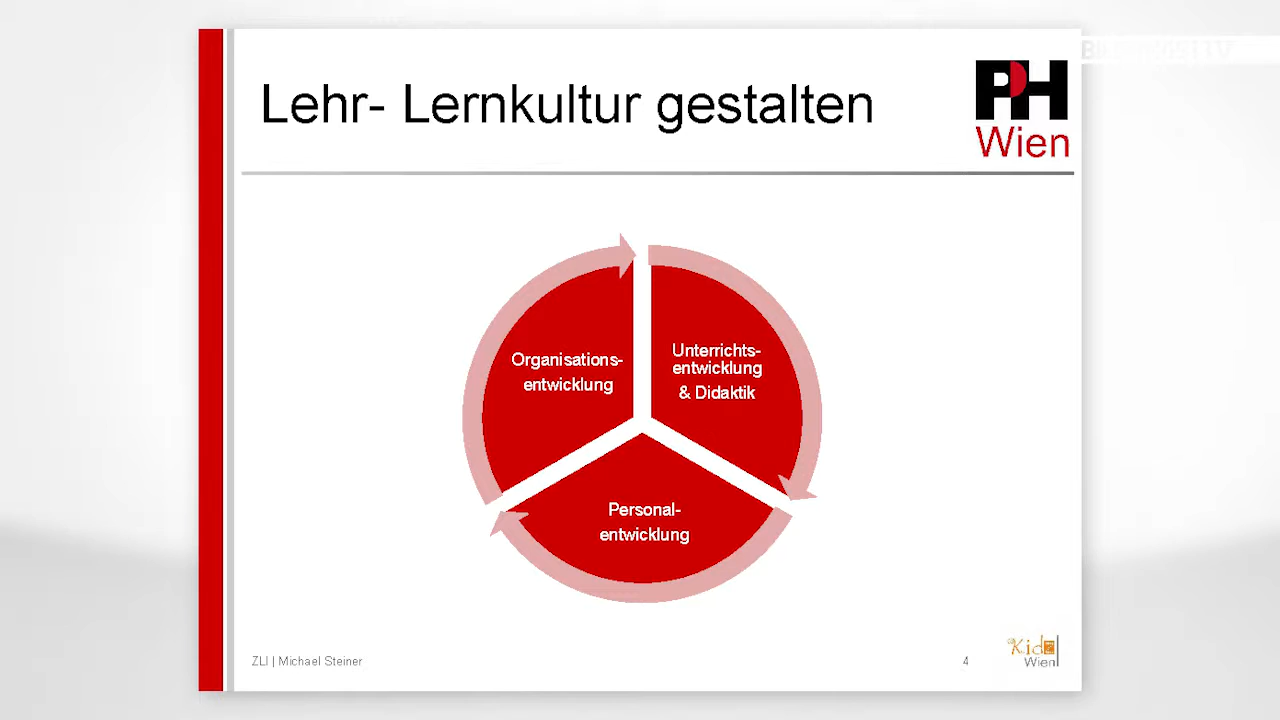 Lehr- Lernkultur gestalten
PH
Wien
Organisations-
entwicklung
Unterrichts-
entwicklung
& Didaktik
Personal-
entwicklung
ZLI | Michael Steiner
4
KidZ
Wien